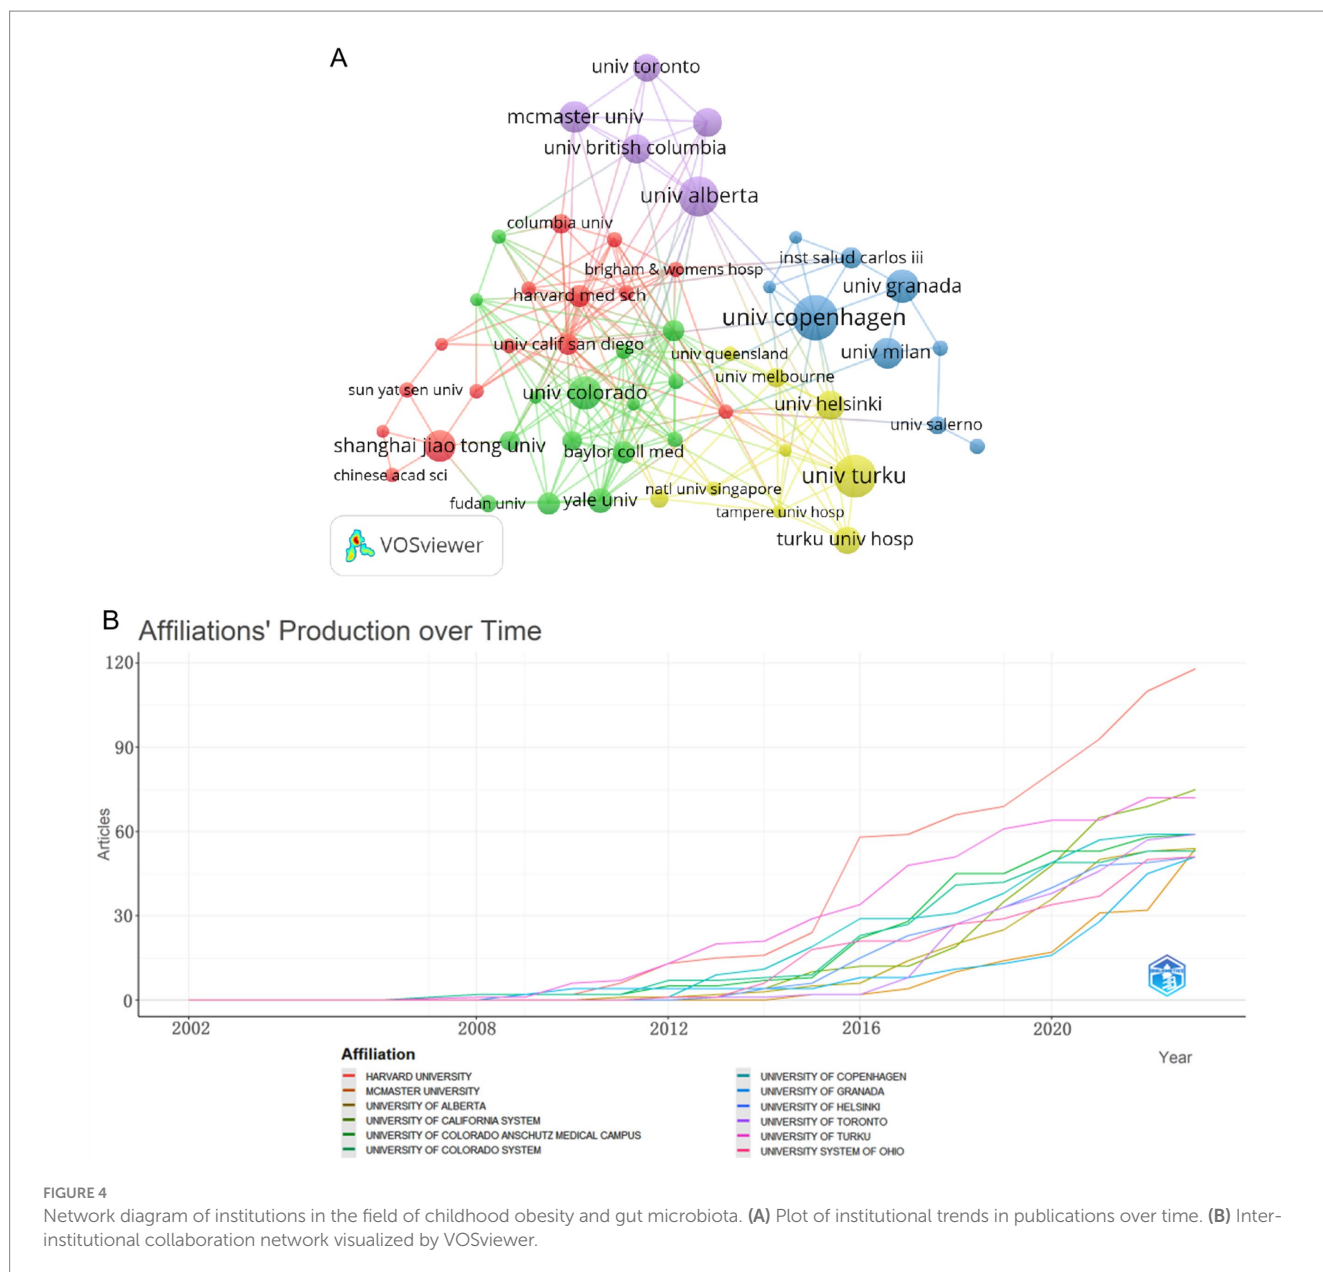 A
univ toronto
mcmaster univ
univ british columbia
univ alberta
columbia univ
inst salud carlos iii
brigham & womens hosp
univ granada
harvard med sch
univ copenhagen
univ calif san diego
univ queensland
univ milan
univ melbourne
sun yat sen univ
univ colorado
univ helsinki
univ salerno
shanghai jiao tong univ
baylor coll med
chinese acad sci
univ turku
natl univ singapore
fudan univ
yale univ
tampere univ hosp
turku univ hosp
VOSviewer
B
Affiliations' Production over Time
120
90
60
30
0
Articles
2002 2008 2012 2016 2020
Year
Affiliation
HARVARD UNIVERSITY
MCMASTER UNIVERSITY
UNIVERSITY OF ALBERTA
UNIVERSITY OF CALIFORNIA SYSTEM
UNIVERSITY OF COLORADO ANSCHUTZ MEDICAL CAMPUS
UNIVERSITY OF COLORADO SYSTEM
UNIVERSITY OF COPENHAGEN
UNIVERSITY OF GRANADA
UNIVERSITY OF HELSINKI
UNIVERSITY OF TORONTO
UNIVERSITY OF TURKU
UNIVERSITY SYSTEM OF OHIO
FIGURE 4
Network diagram of institutions in the field of childhood obesity and gut microbiota. (A) Plot of institutional trends in publications over time. (B) Inter-
institutional collaboration network visualized by VOSviewer.